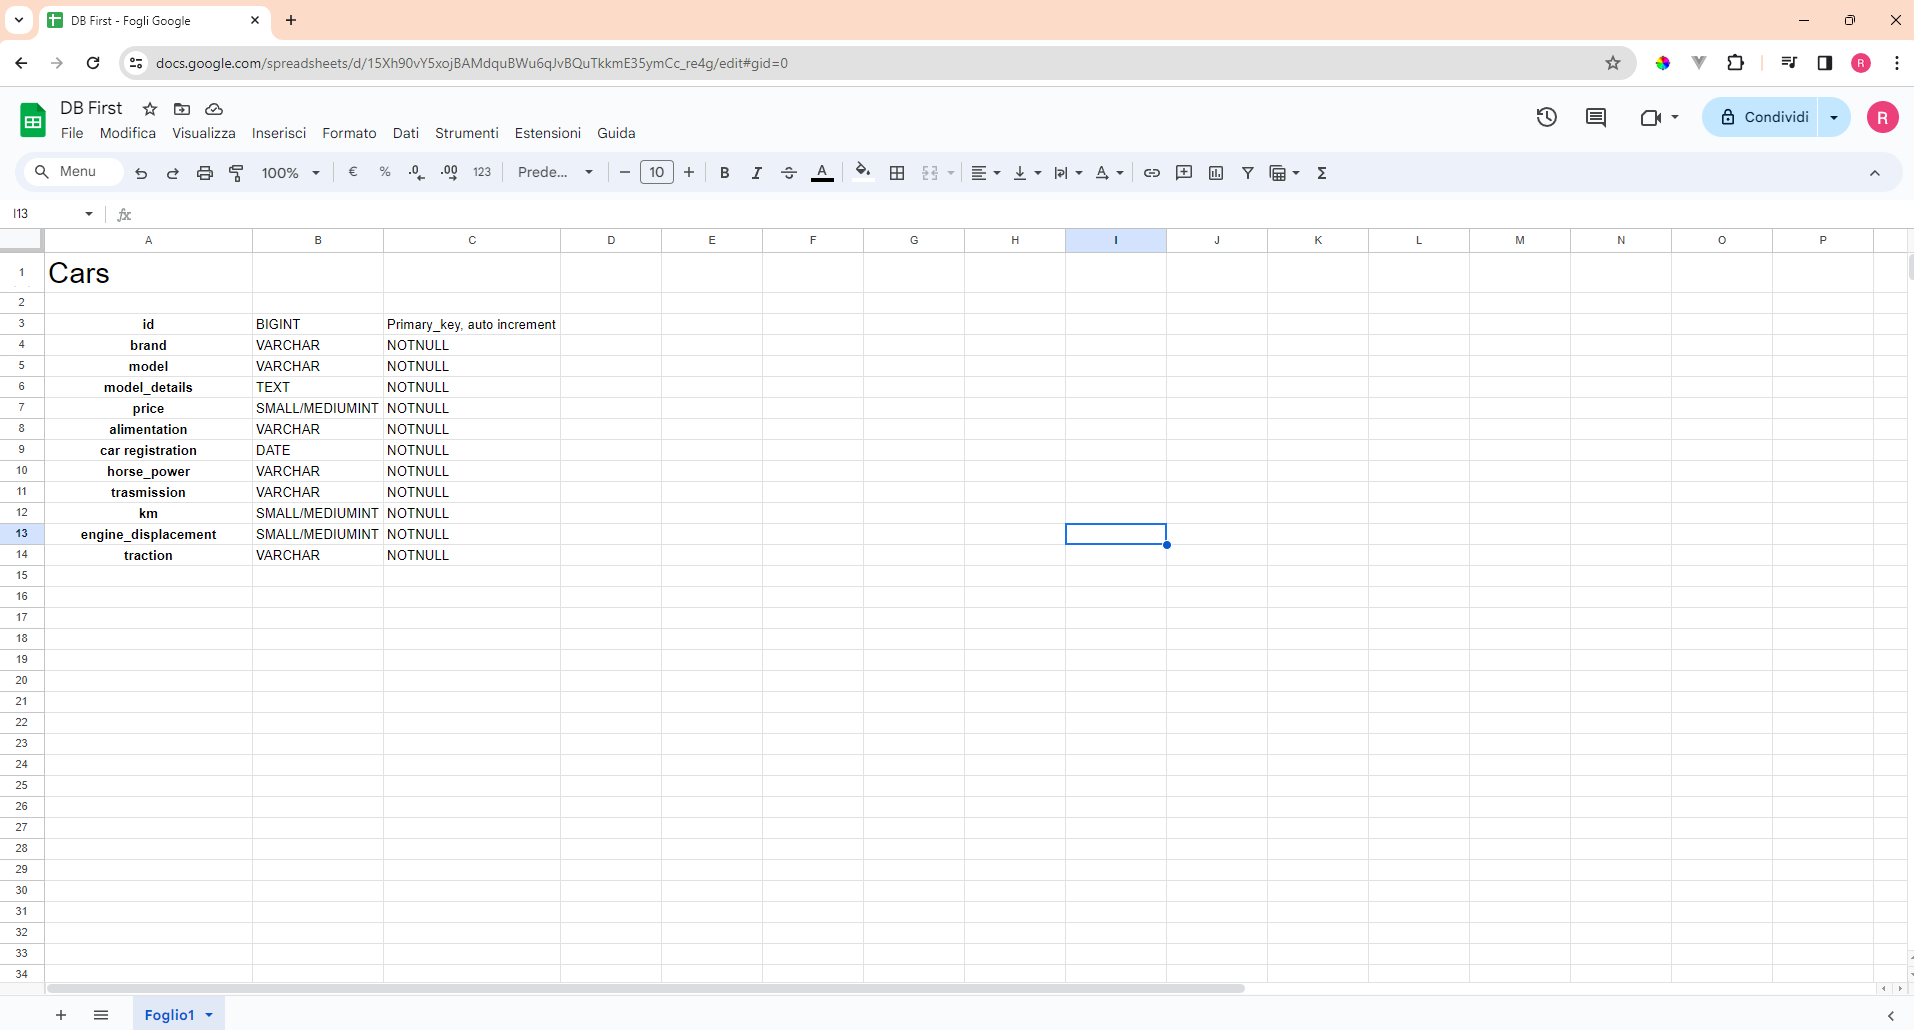 DB First - Fogli Google
docs.google.com/spreadsheets/d/15Xh90vY5xojBAMdquBWu6qJvBQuTkkmE35ymCc_re4g/edit#gid=0
R
DB First
File Modifica Visualizza Inserisci Formato Dati Strumenti Estensioni Guida
Condividi
R
Menu 100% € % .0 .00 123 Prede... 10 B I A A Σ
I13 fx
A B C D E F G H I J K L M N O P
1 Cars
2
3 id BIGINT Primary_key, auto increment
4 brand VARCHAR NOTNULL
5 model VARCHAR NOTNULL
6 model_details TEXT NOTNULL
7 price SMALL/MEDIUMINT NOTNULL
8 alimentation VARCHAR NOTNULL
9 car registration DATE NOTNULL
10 horse_power VARCHAR NOTNULL
11 trasmission VARCHAR NOTNULL
12 km SMALL/MEDIUMINT NOTNULL
13 engine_displacement SMALL/MEDIUMINT NOTNULL
14 traction VARCHAR NOTNULL
15
16
17
18
19
20
21
22
23
24
25
26
27
28
29
30
31
32
33
34
Foglio1